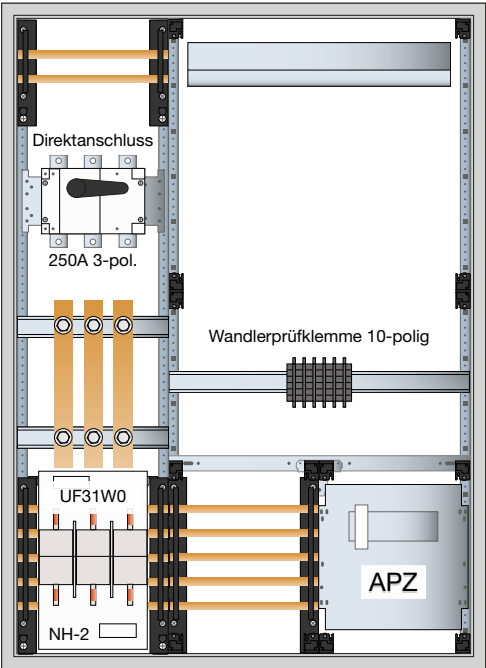 Direktanschluss
250A 3-pol.
Wandlerprüfklemme 10-polig
UF31W0
NH-2
APZ